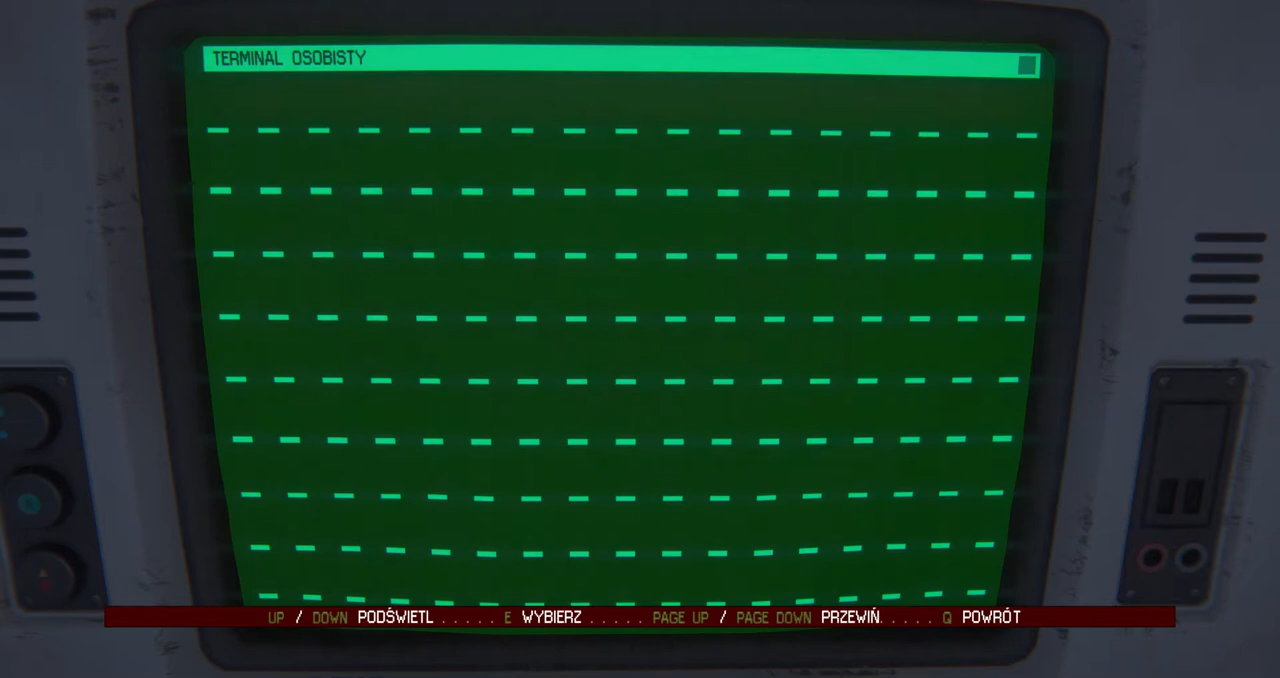 TERMINAL OSOBISTY
UP / DOWN PODŚWIETL ..... E WYBIERZ ..... PAGE UP / PAGE DOWN PRZEWIŃ ..... Q POWRÓT